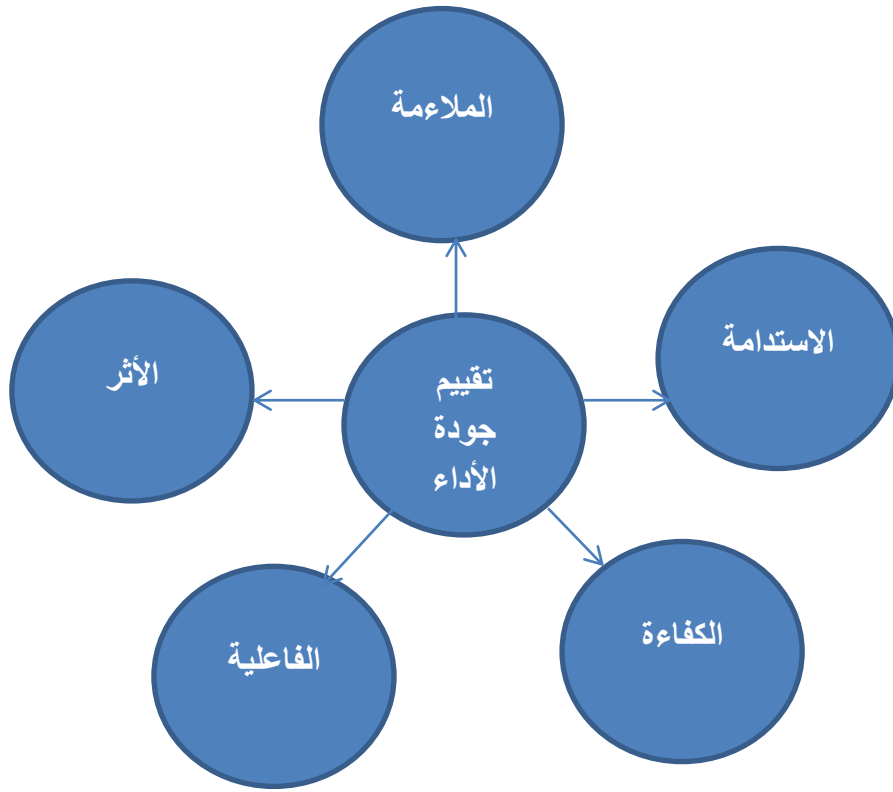 الملاءمة
الاستدامة
الأثر
تقييم
جودة
الأداء
الكفاءة
الفاعلية